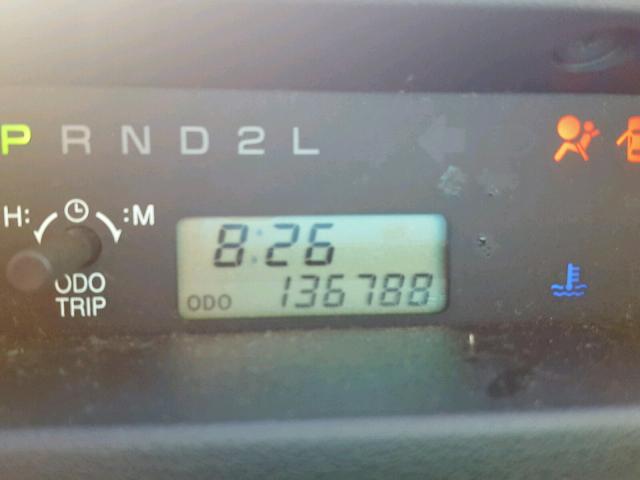 P R N D 2 L
H: :M
8:26
ODO 136788
ODO
TRIP